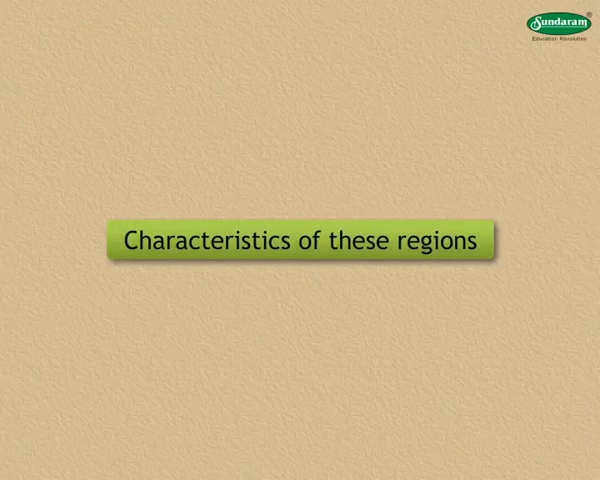 Sundaram®
Education Revolution
Characteristics of these regions